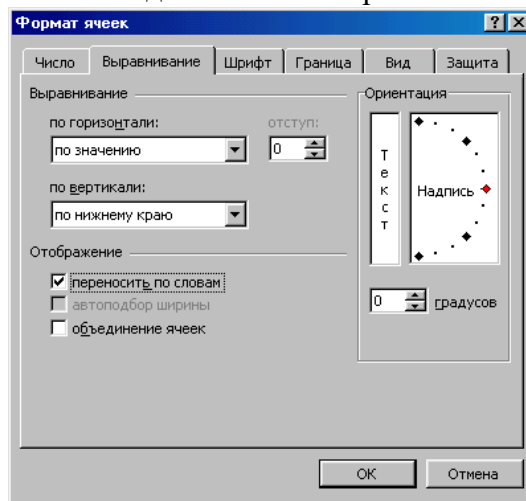 Формат ячеек
Число Выравнивание Шрифт Граница Вид Защита
Выравнивание
по горизонтали: отступ:
по значению 0
по вертикали:
по нижнему краю
Отображение
переносить по словам
автоподбор ширины
объединение ячеек
Ориентация
Текст
Надпись
0 градусов
ОК Отмена